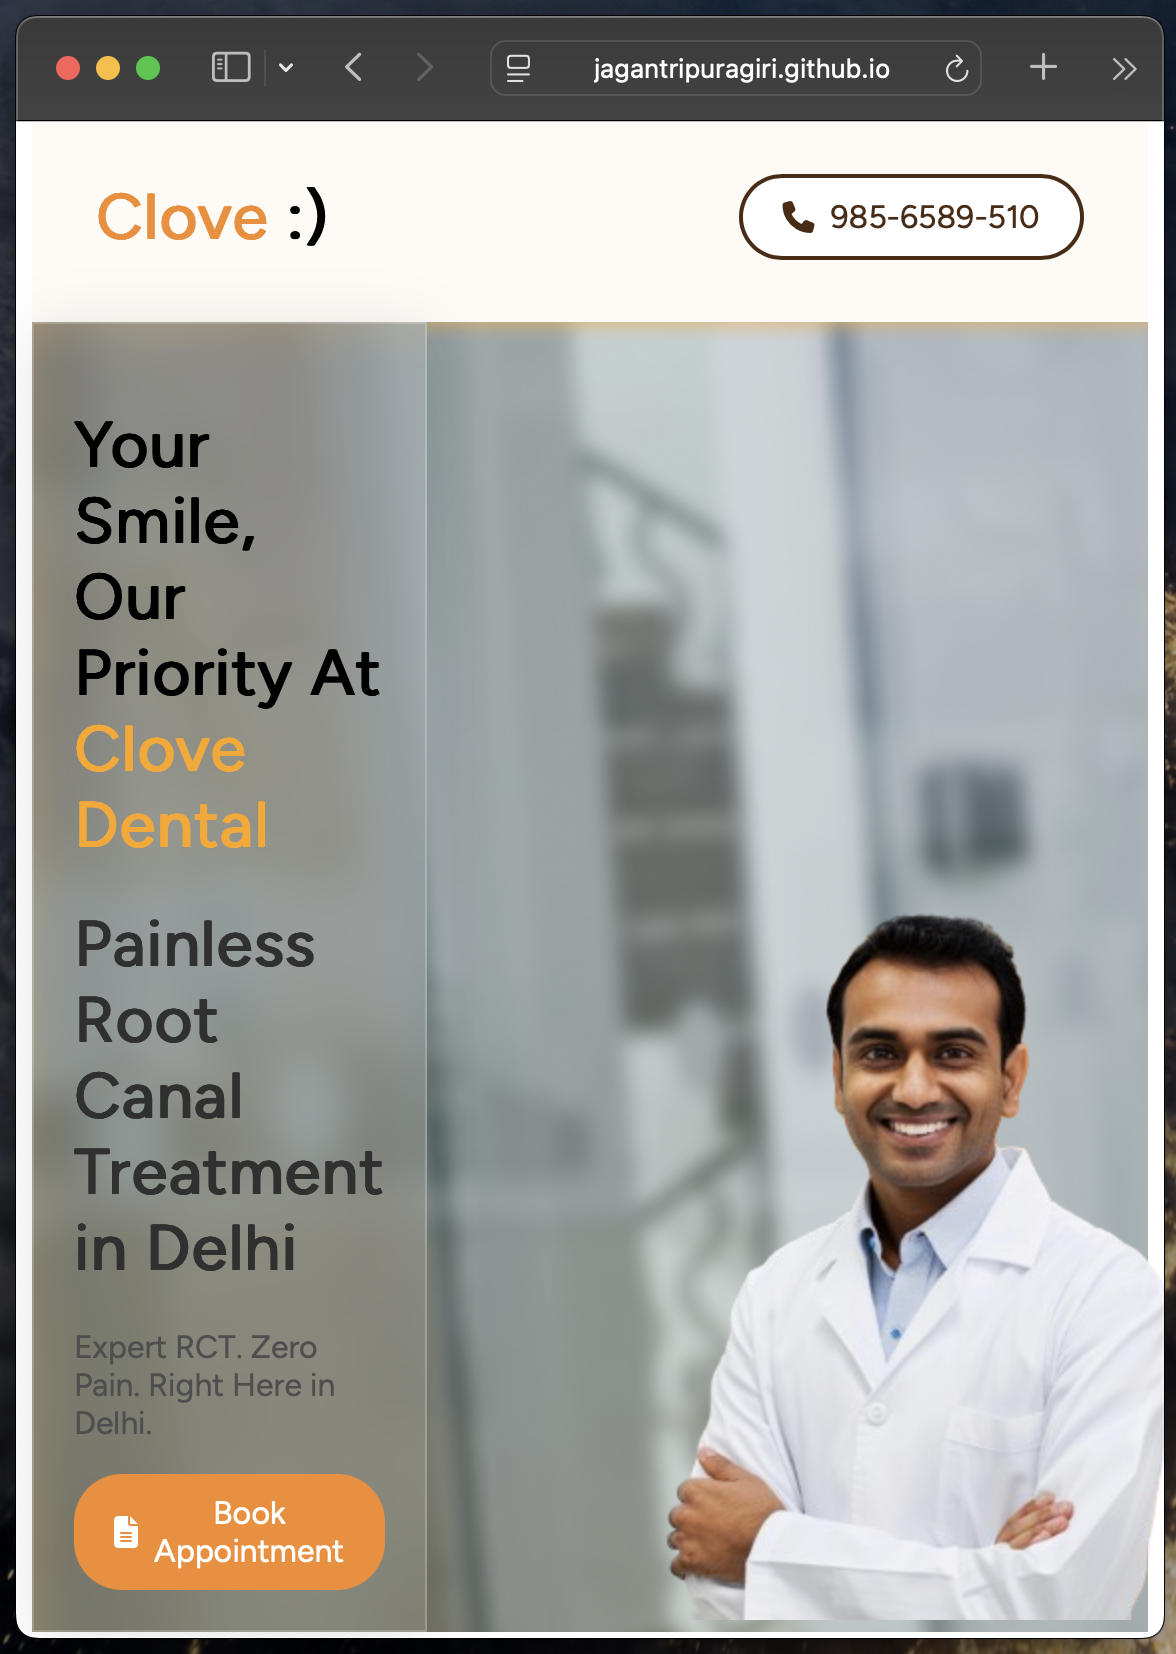 jagantripuragiri.github.io
Clove :)
985-6589-510
Your
Smile,
Our
Priority At
Clove
Dental
Painless
Root
Canal
Treatment
in Delhi
Expert RCT. Zero
Pain. Right Here in
Delhi.
Book
Appointment